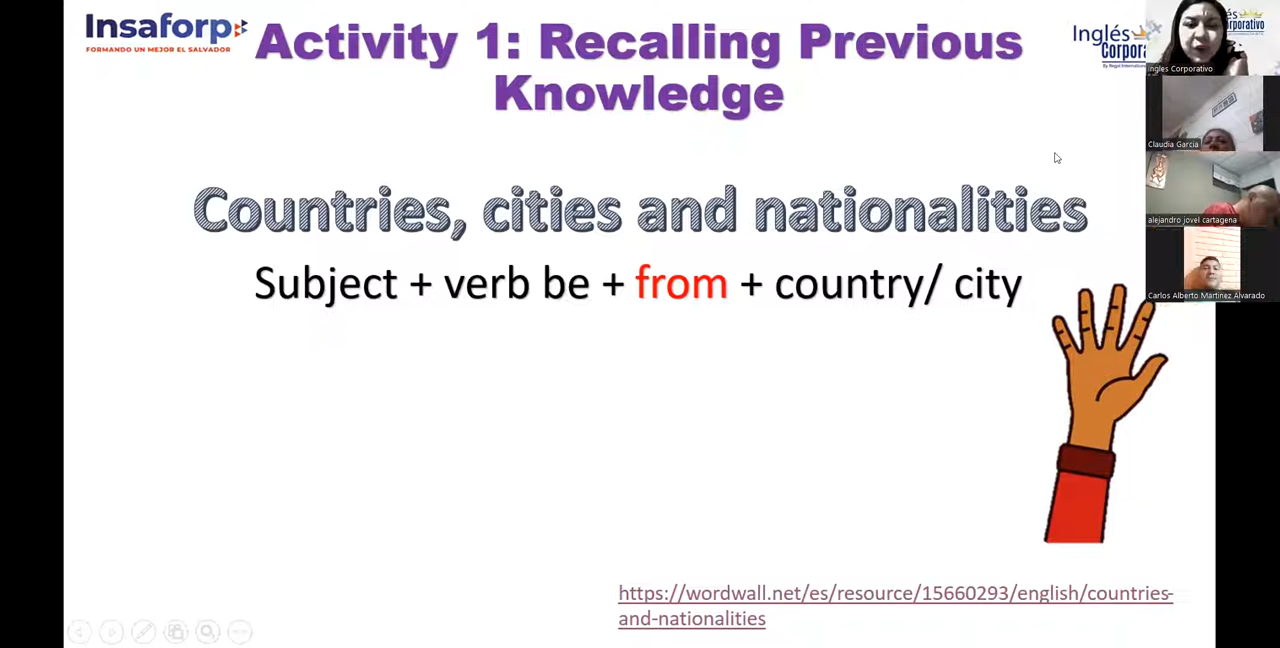 Insaforp
FORMANDO UN MEJOR EL SALVADOR
Activity 1: Recalling Previous
Knowledge
Inglés
Corpora
Countries, cities and nationalities
Subject + verb be + from + country/ city
https://wordwall.net/es/resource/15660293/english/countries-
and-nationalities
Ingles Corporativo
Claudia Garcia
alejandro jovel cartagena
Carlos Alberto Martinez Alvarado